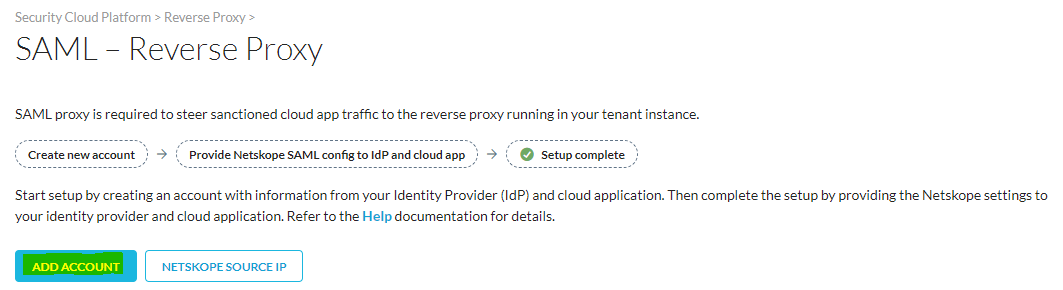 Security Cloud Platform > Reverse Proxy >
SAML – Reverse Proxy
SAML proxy is required to steer sanctioned cloud app traffic to the reverse proxy running in your tenant instance.
Create new account → Provide Netskope SAML config to IdP and cloud app → Setup complete
Start setup by creating an account with information from your Identity Provider (IdP) and cloud application. Then complete the setup by providing the Netskope settings to
your identity provider and cloud application. Refer to the Help documentation for details.
ADD ACCOUNT NETSKOPE SOURCE IP